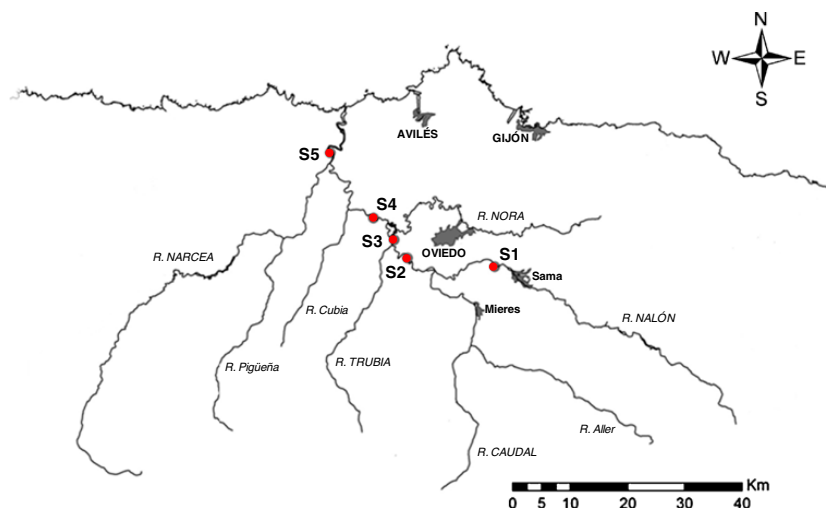 N
W E
S
AVILÉS
GIJÓN
S5
S4
R. NORA
S3
OVIEDO
S1
R. NARCEA
S2
Sama
R. Cubia
Mieres
R. NALÓN
R. Pigüeña
R. TRUBIA
R. Aller
R. CAUDAL
Km
0 5 10 20 30 40